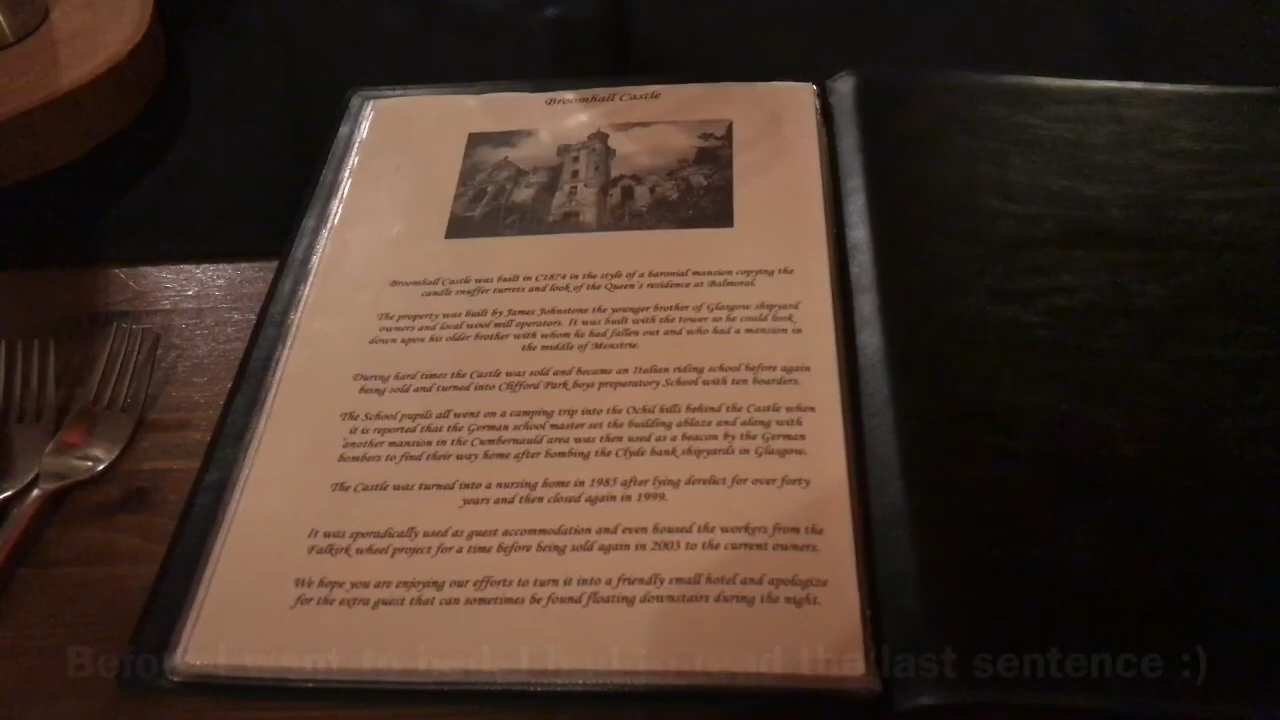 Broomhall Castle
Broomhall Castle was built in C1874 in the style of a baronial mansion copying the
candle snuffer turrets and look of the Queen's residence at Balmoral.
The property was built by James Johnstone the younger brother of Glasgow shipyard
owners and local wool mill operators. It was built with the tower so he could look
down upon his older brother with whom he had fallen out and who had a mansion in
the middle of Menstrie.
During hard times the Castle was sold and became an Italian riding school before again
being sold and turned into Clifford Park boys preparatory School with ten boarders.
The School pupils all went on a camping trip into the Ochil hills behind the Castle when
it is reported that the German school master set the building ablaze and along with
another mansion in the Cumbernauld area was then used as a beacon by the German
bombers to find their way home after bombing the Clyde bank shipyards in Glasgow.
The Castle was turned into a nursing home in 1985 after lying derelict for over forty
years and then closed again in 1999.
It was sporadically used as guest accommodation and even housed the workers from the
Falkirk wheel project for a time before being sold again in 2003 to the current owners.
We hope you are enjoying our efforts to turn it into a friendly small hotel and apologize
for the extra guest that can sometimes be found floating downstairs during the night.
Before I went to bed, I had to read the last sentence :)